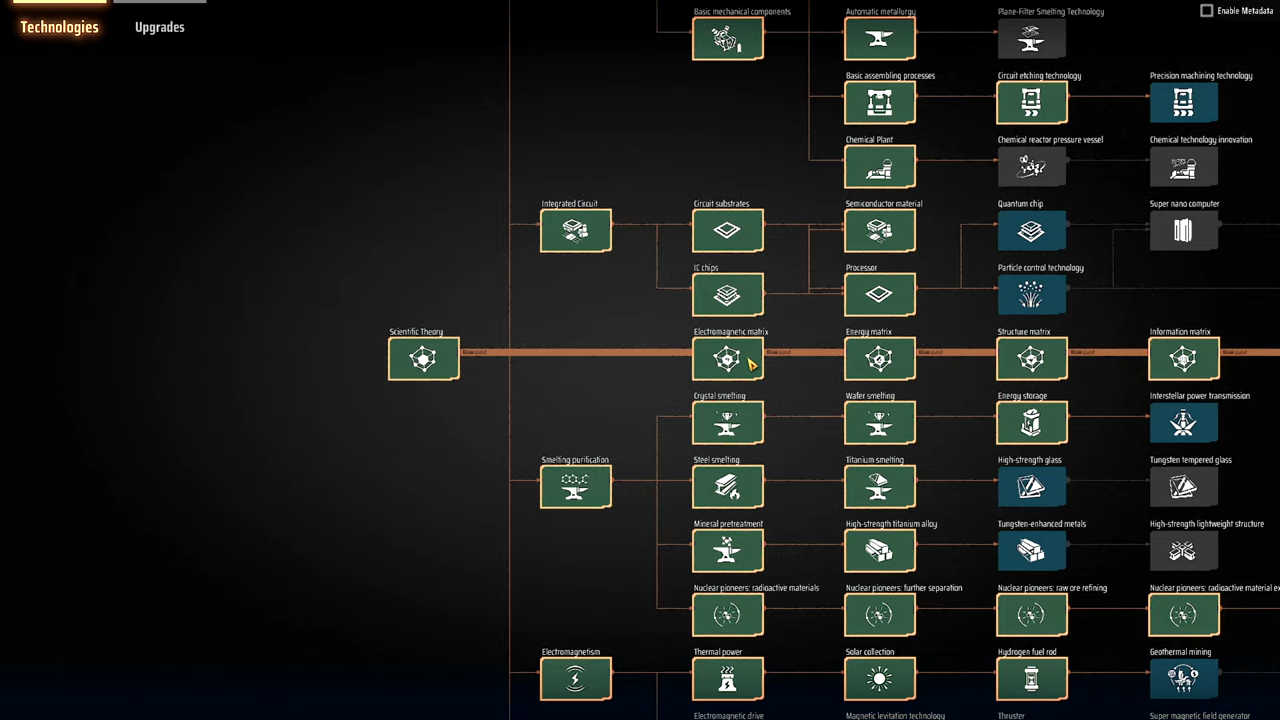 Technologies
Upgrades
Enable Metadata
Basic mechanical components
Automatic metallurgy
Plane-Filter Smelting Technology
Basic assembling processes
Circuit etching technology
Precision machining technology
Chemical Plant
Chemical reactor pressure vessel
Chemical technology innovation
Integrated Circuit
Circuit substrates
Semiconductor material
Quantum chip
Super nano computer
IC chips
Processor
Particle control technology
Scientific Theory
Electromagnetic matrix
Energy matrix
Structure matrix
Information matrix
Crystal smelting
Wafer smelting
Energy storage
Interstellar power transmission
Smelting purification
Steel smelting
Titanium smelting
High-strength glass
Tungsten tempered glass
Mineral pretreatment
High-strength titanium alloy
Tungsten-enhanced metals
High-strength lightweight structure
Nuclear pioneers: radioactive materials
Nuclear pioneers: further separation
Nuclear pioneers: raw ore refining
Nuclear pioneers: radioactive material ex
Electromagnetism
Thermal power
Solar collection
Hydrogen fuel rod
Geothermal mining
Electromagnetic drive
Magnetic levitation technology
Thruster
Super magnetic field generator